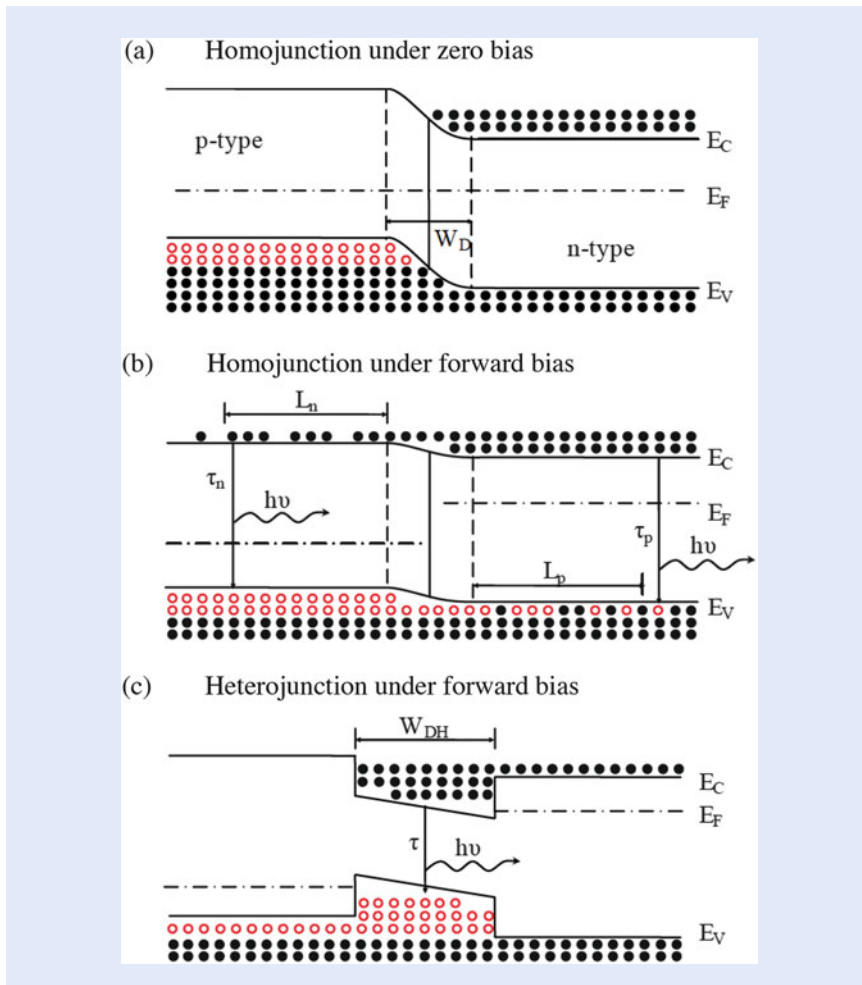 (a) Homojunction under zero bias
p-type
E_C
E_F
W_D
n-type
E_V
(b) Homojunction under forward bias
L_n
E_C
τ_n
hυ
E_F
τ_p
hυ
L_p
E_V
(c) Heterojunction under forward bias
W_DH
E_C
E_F
τ
hυ
E_V